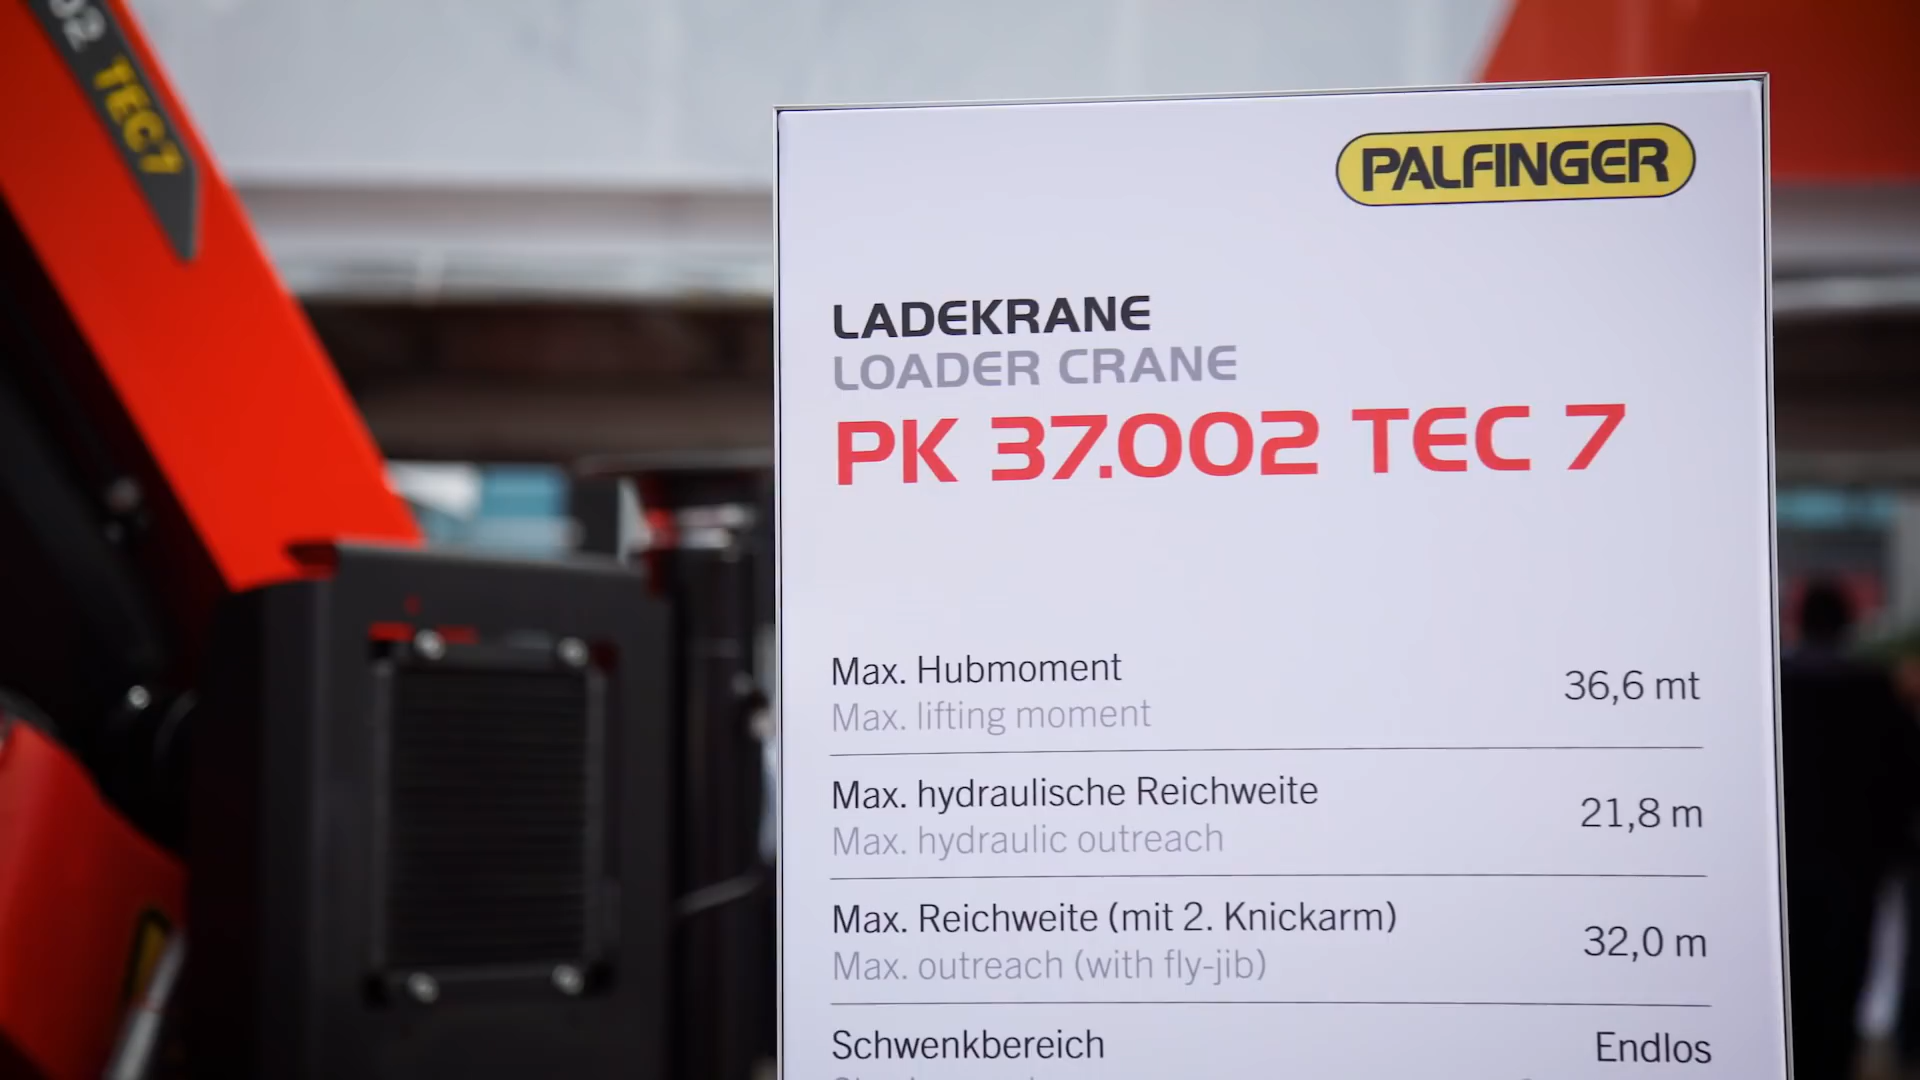 02 TEC7
PALFINGER
LADEKRANE
LOADER CRANE
PK 37.002 TEC 7
Max. Hubmoment
Max. lifting moment
36,6 mt
Max. hydraulische Reichweite
Max. hydraulic outreach
21,8 m
Max. Reichweite (mit 2. Knickarm)
Max. outreach (with fly-jib)
32,0 m
Schwenkbereich
Endlos